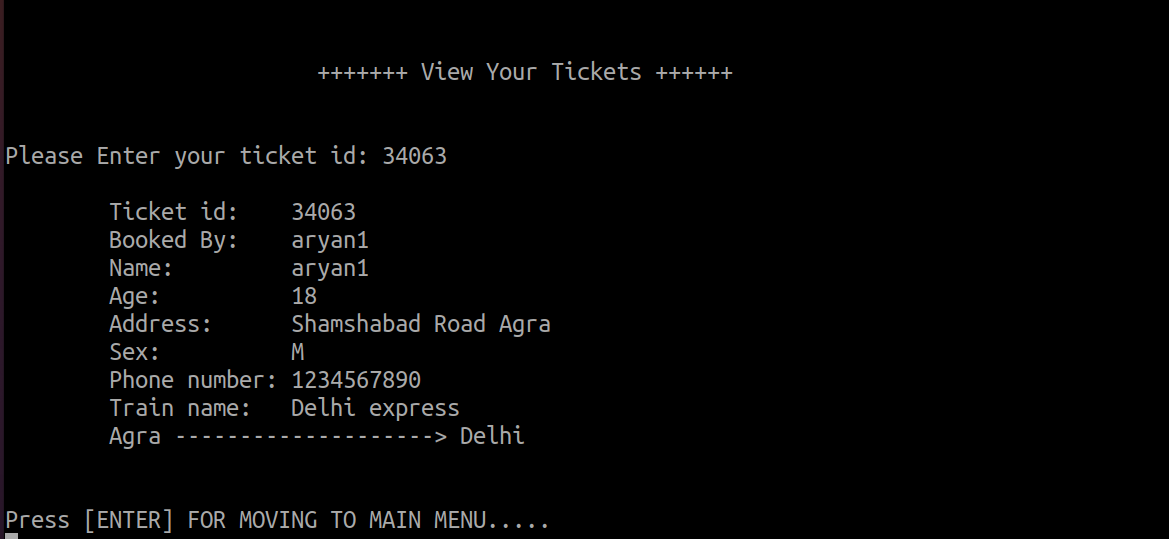 +++++++ View Your Tickets ++++++
Please Enter your ticket id: 34063
Ticket id: 34063
Booked By: aryan1
Name: aryan1
Age: 18
Address: Shamshabad Road Agra
Sex: M
Phone number: 1234567890
Train name: Delhi express
Agra --------------------> Delhi
Press [ENTER] FOR MOVING TO MAIN MENU.....